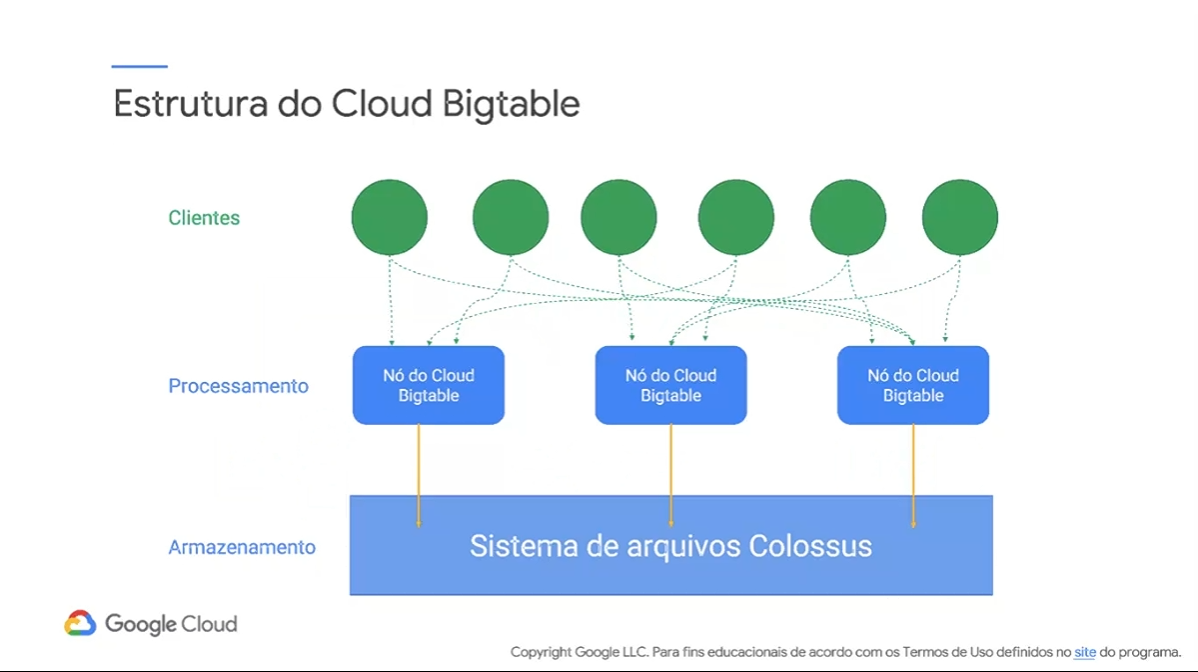 Estrutura do Cloud Bigtable
Clientes
Processamento
Nó do Cloud
Bigtable
Nó do Cloud
Bigtable
Nó do Cloud
Bigtable
Armazenamento
Sistema de arquivos Colossus
Google Cloud
Copyright Google LLC. Para fins educacionais de acordo com os Termos de Uso definidos no site do programa.